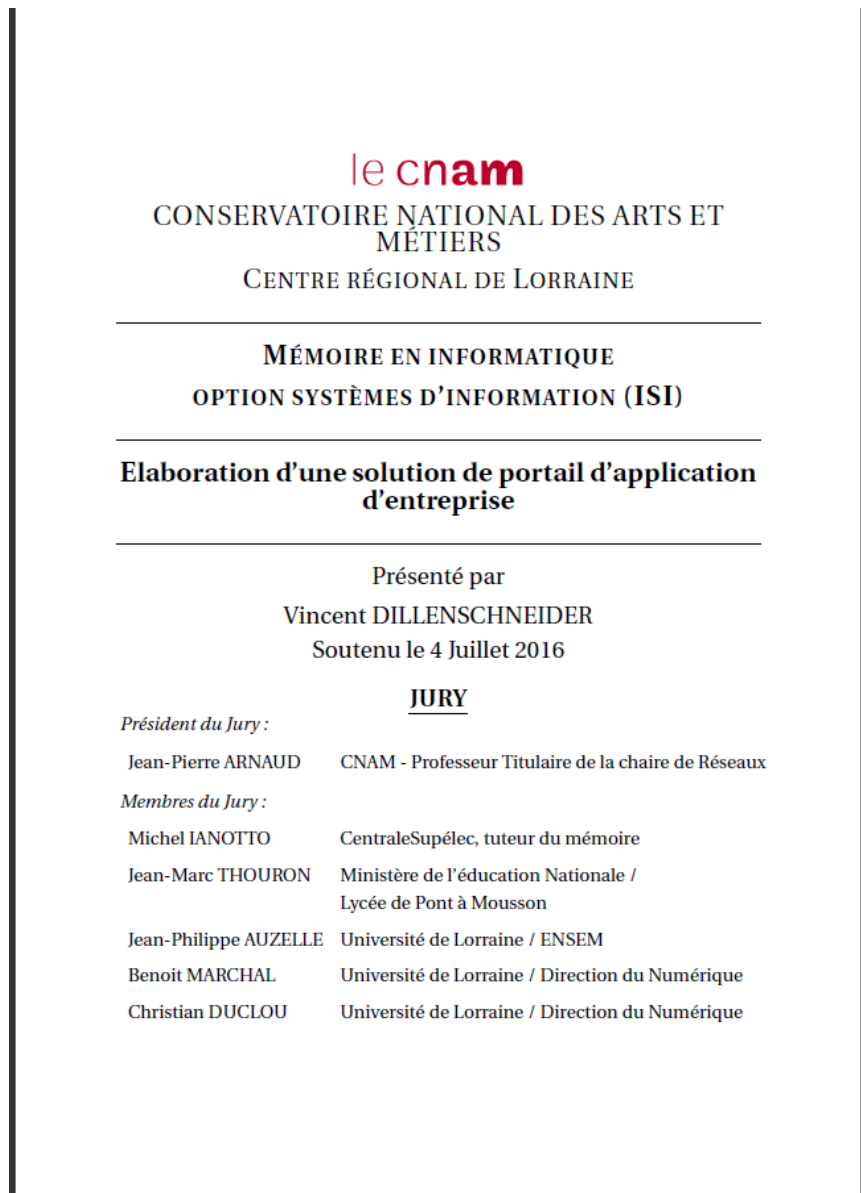 le cnam
CONSERVATOIRE NATIONAL DES ARTS ET
MÉTIERS
CENTRE RÉGIONAL DE LORRAINE
MÉMOIRE EN INFORMATIQUE
OPTION SYSTÈMES D'INFORMATION (ISI)
Elaboration d'une solution de portail d'application
d'entreprise
Présenté par
Vincent DILLENSCHNEIDER
Soutenu le 4 Juillet 2016
JURY
Président du Jury :
Jean-Pierre ARNAUD CNAM - Professeur Titulaire de la chaire de Réseaux
Membres du Jury :
Michel IANOTTO CentraleSupélec, tuteur du mémoire
Jean-Marc THOURON Ministère de l'éducation Nationale /
Lycée de Pont à Mousson
Jean-Philippe AUZELLE Université de Lorraine / ENSEM
Benoit MARCHAL Université de Lorraine / Direction du Numérique
Christian DUCLOU Université de Lorraine / Direction du Numérique